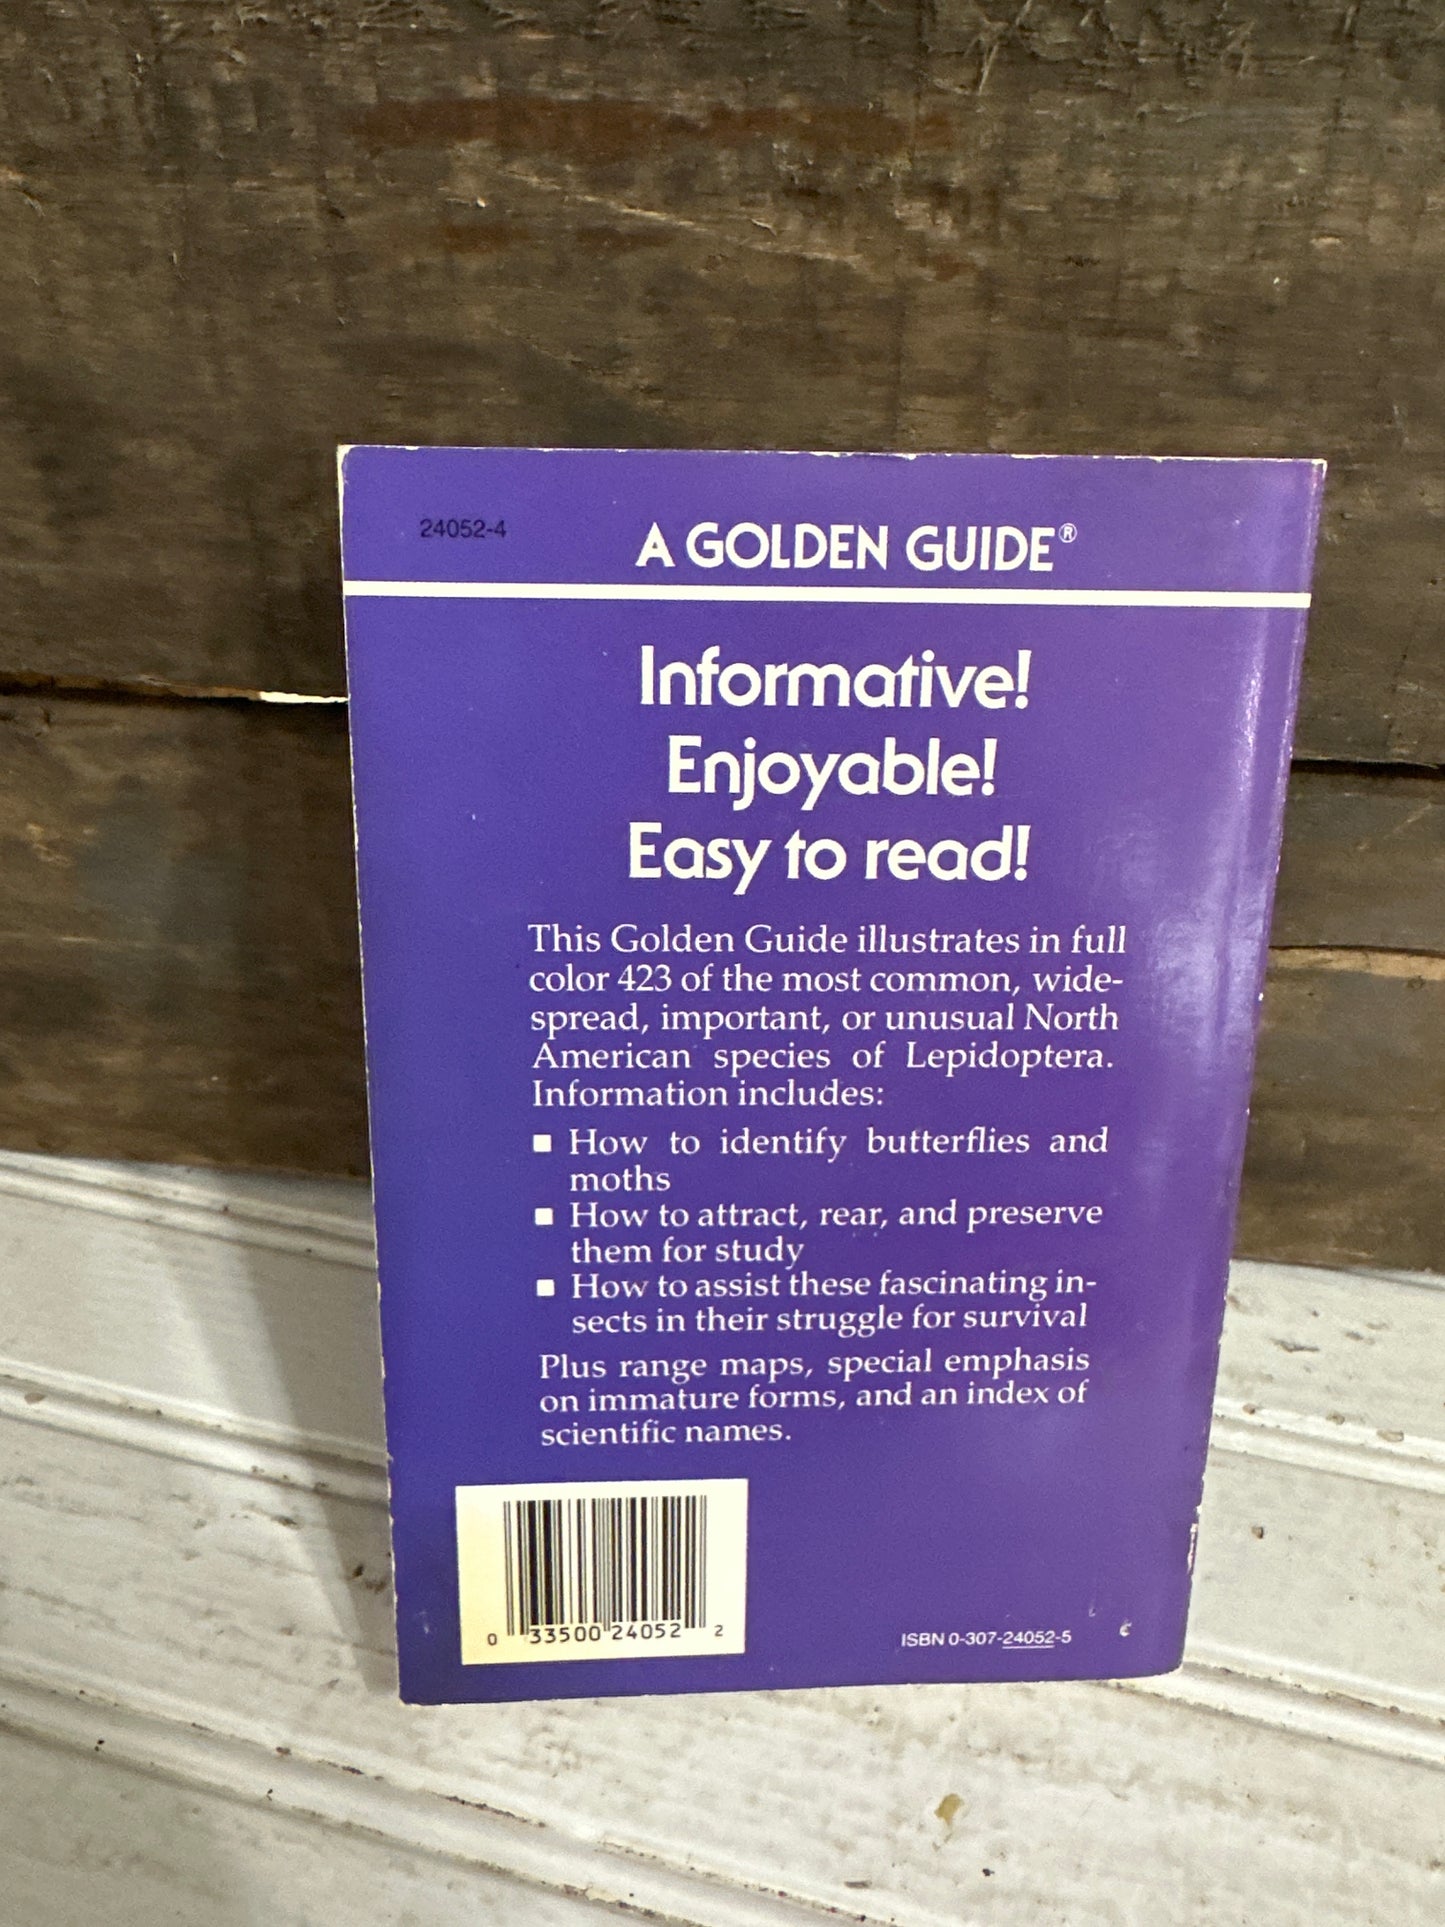 24052-4
A GOLDEN GUIDE®
Informative!
Enjoyable!
Easy to read!
This Golden Guide illustrates in full
color 423 of the most common, wide-
spread, important, or unusual North
American species of Lepidoptera.
Information includes:
■ How to identify butterflies and
moths
■ How to attract, rear, and preserve
them for study
■ How to assist these fascinating in-
sects in their struggle for survival
Plus range maps, special emphasis
on immature forms, and an index of
scientific names.
0 33500 24052 2
ISBN 0-307-24052-5